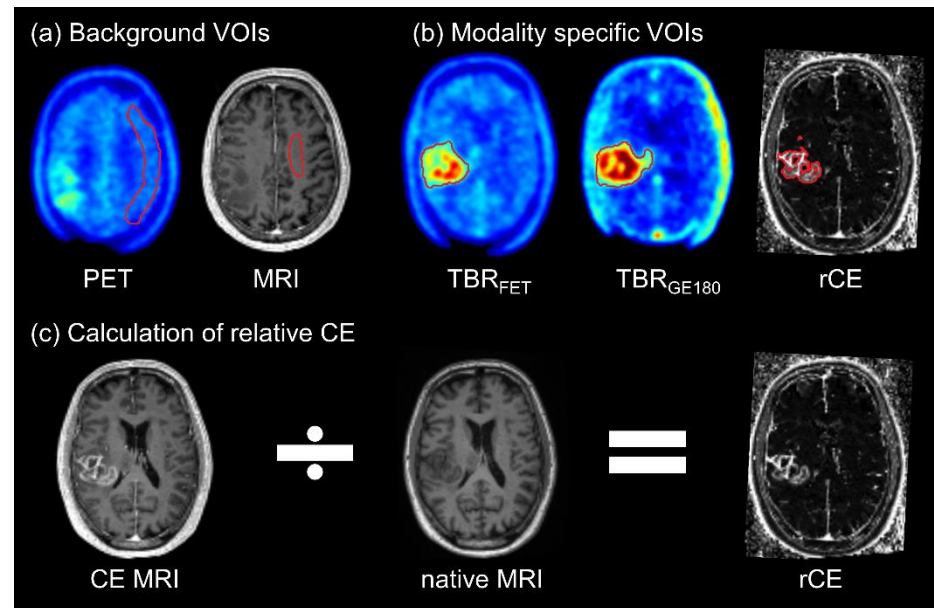 (a) Background VOIs
(b) Modality specific VOIs
PET
MRI
TBRFET
TBRGE180
rCE
(c) Calculation of relative CE
CE MRI
native MRI
rCE